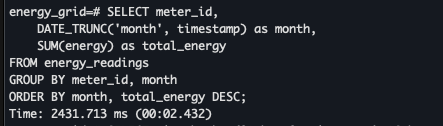 energy_grid=# SELECT meter_id,
DATE_TRUNC('month', timestamp) as month,
SUM(energy) as total_energy
FROM energy_readings
GROUP BY meter_id, month
ORDER BY month, total_energy DESC;
Time: 2431.713 ms (00:02.432)